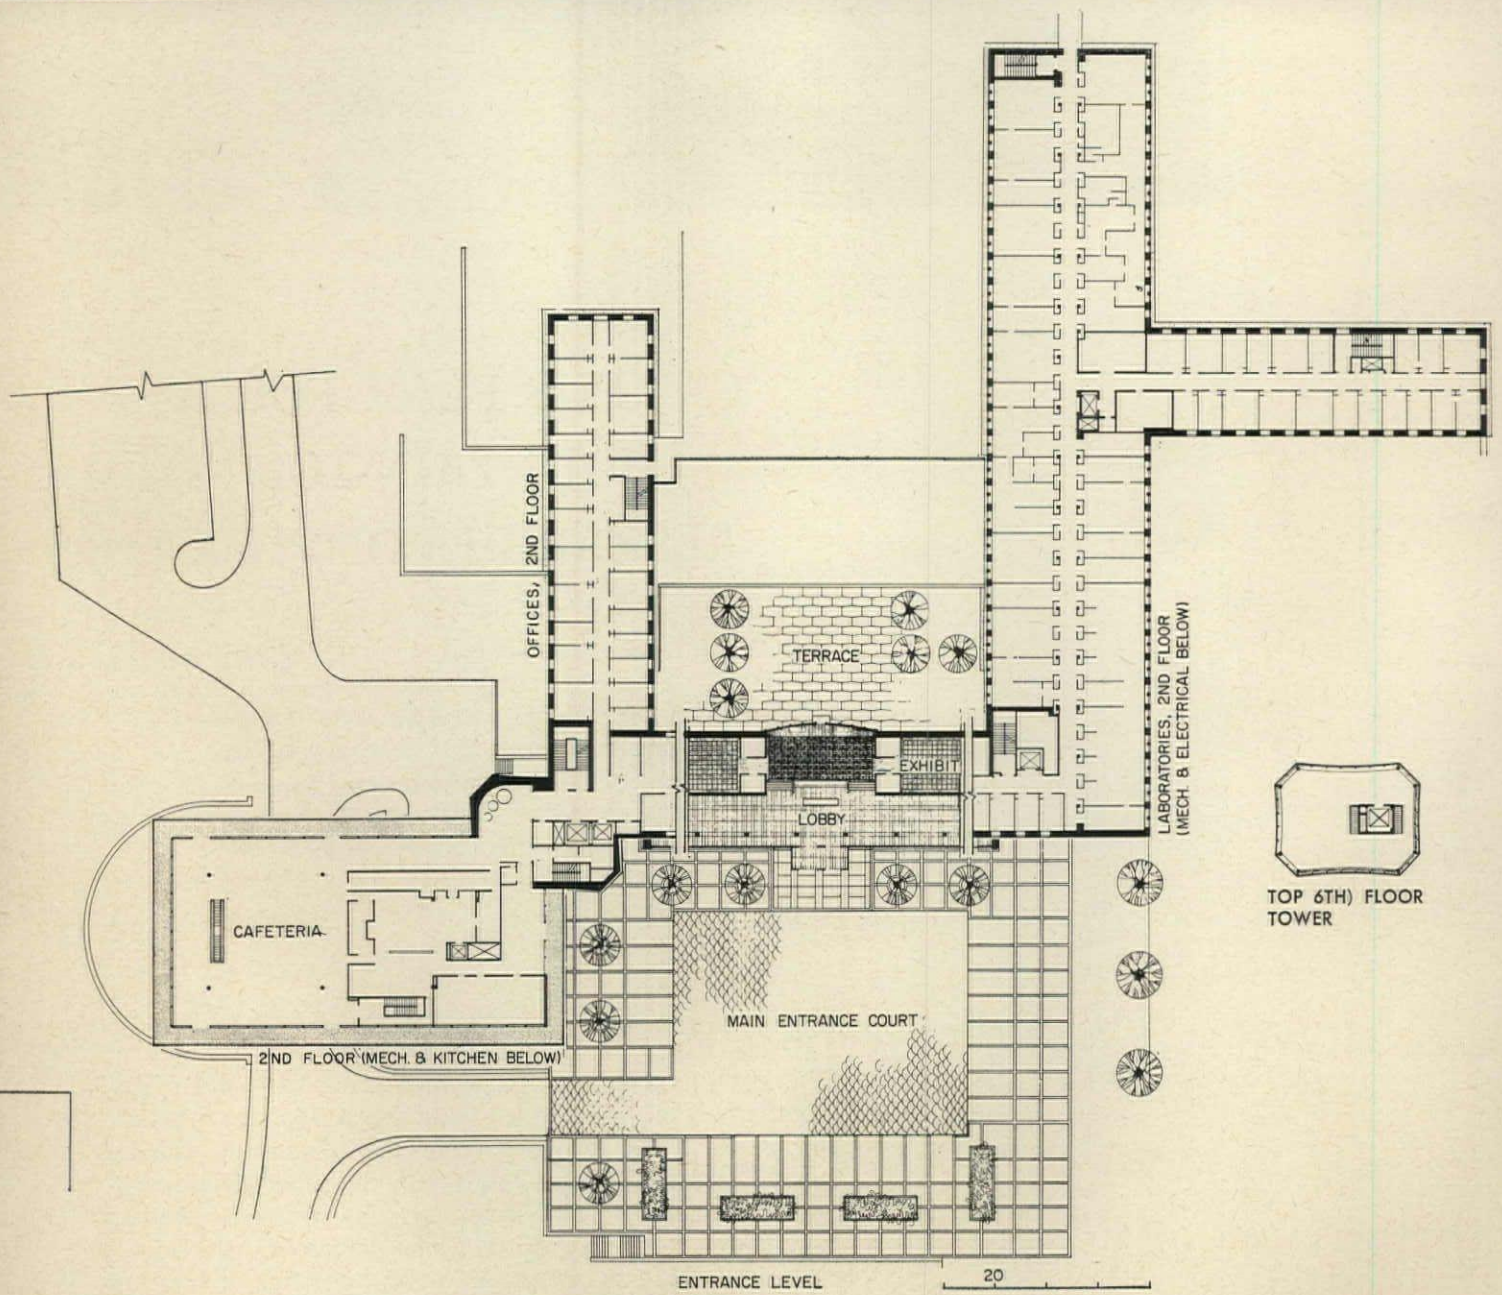 OFFICES, 2ND FLOOR
TERRACE
EXHIBIT
LOBBY
LABORATORIES, 2ND FLOOR
(MECH. & ELECTRICAL BELOW)
TOP 6TH) FLOOR
TOWER
CAFETERIA
MAIN ENTRANCE COURT
2ND FLOOR (MECH. & KITCHEN BELOW)
ENTRANCE LEVEL
20